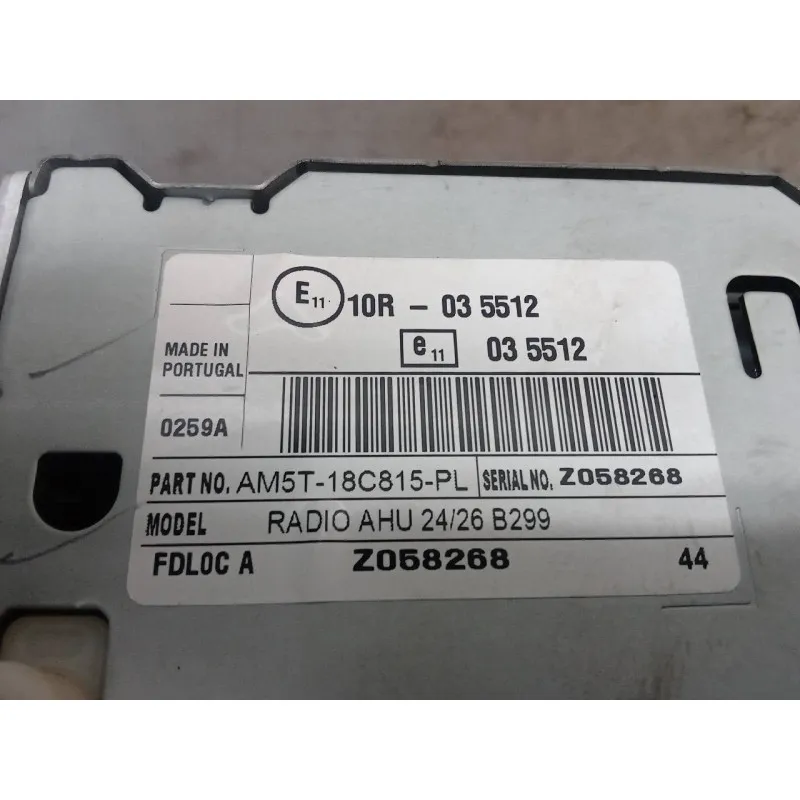 E11 10R - 03 5512
e11 03 5512
MADE IN
PORTUGAL
0259A
PART NO. AM5T-18C815-PL SERIAL NO. Z058268
MODEL RADIO AHU 24/26 B299
FDL0C A Z058268 44